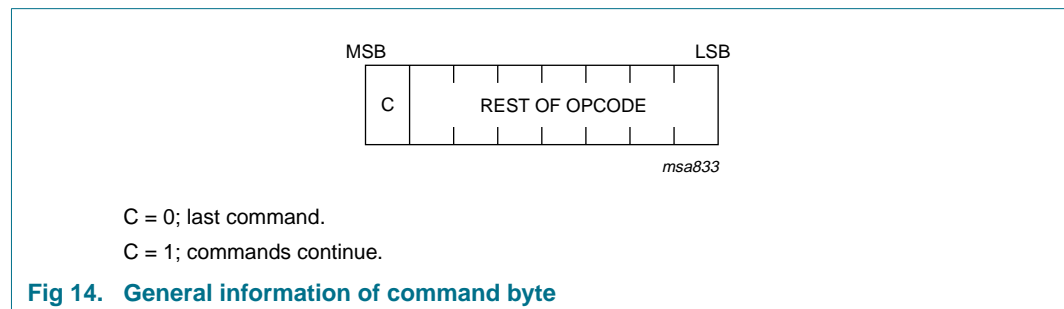 MSB LSB
C REST OF OPCODE
msa833
C = 0; last command.
C = 1; commands continue.
Fig 14. General information of command byte